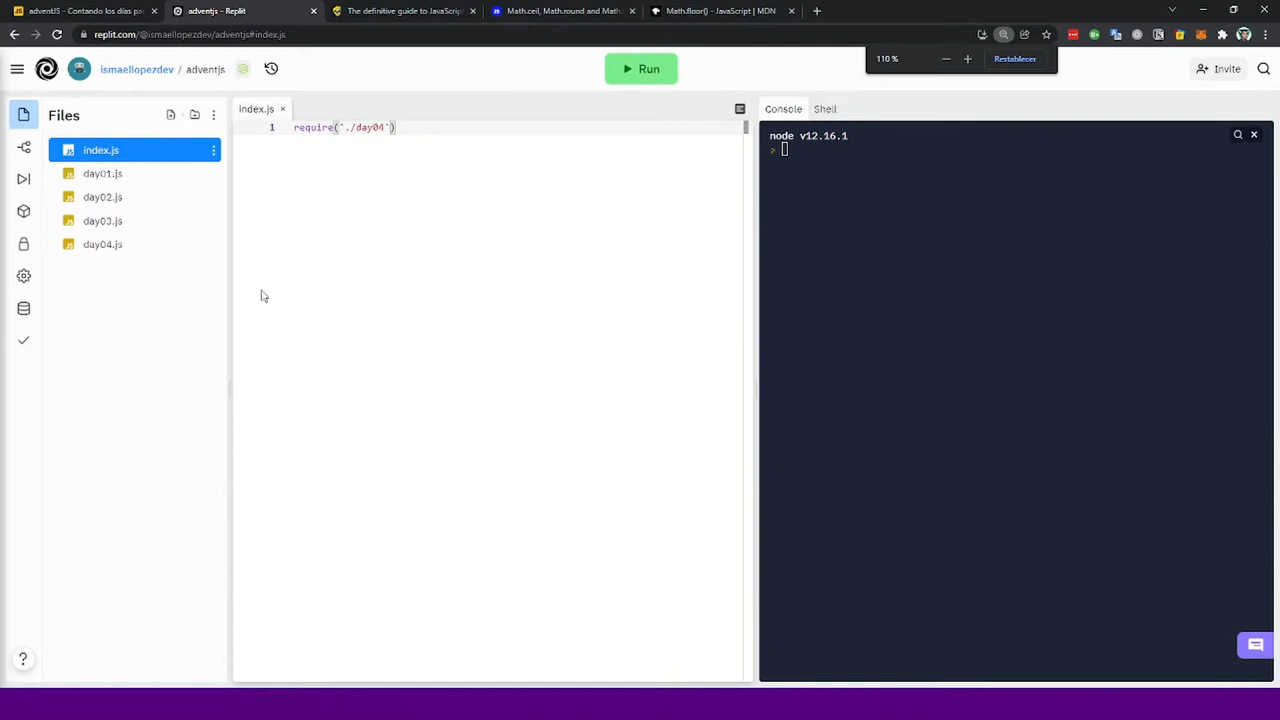 adventJS - Contando los días pa
adventjs - Replit
The definitive guide to JavaScript
Math.ceil, Math.round and Math
Math.floor() - JavaScript | MDN
replit.com/@ismaellopezdev/adventjs#index.js
110 %
Restablecer
ismaellopezdev / adventjs
Run
Invite
Files
index.js
day01.js
day02.js
day03.js
day04.js
index.js
1 require('./day04')
Console
Shell
node v12.16.1
>